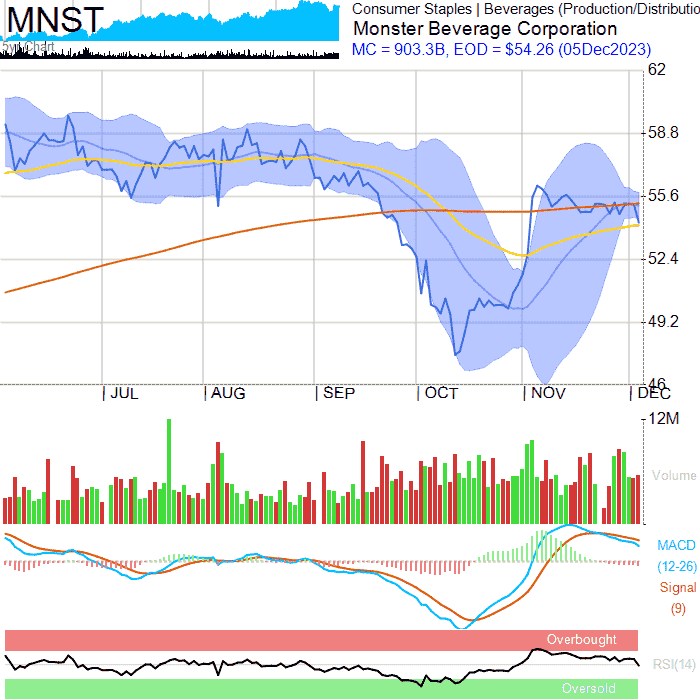 MNST
5yr Chart
Consumer Staples | Beverages (Production/Distributio
Monster Beverage Corporation
MC = 903.3B, EOD = $54.26 (05Dec2023)
62
58.8
55.6
52.4
49.2
46
JUL
AUG
SEP
OCT
NOV
DEC
12M
Volume
MACD
(12-26)
Signal
(9)
Overbought
RSI(14)
Oversold